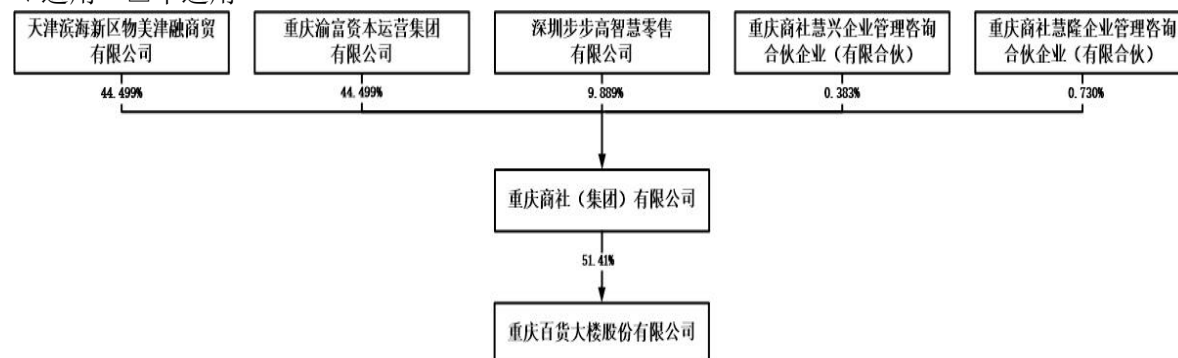 天津滨海新区物美津融商贸
有限公司
重庆渝富资本运营集团
有限公司
深圳步步高智慧零售
有限公司
重庆商社慧兴企业管理咨询
合伙企业（有限合伙）
重庆商社慧隆企业管理咨询
合伙企业（有限合伙）
44.499%
44.499%
9.889%
0.383%
0.730%
重庆商社（集团）有限公司
51.41%
重庆百货大楼股份有限公司